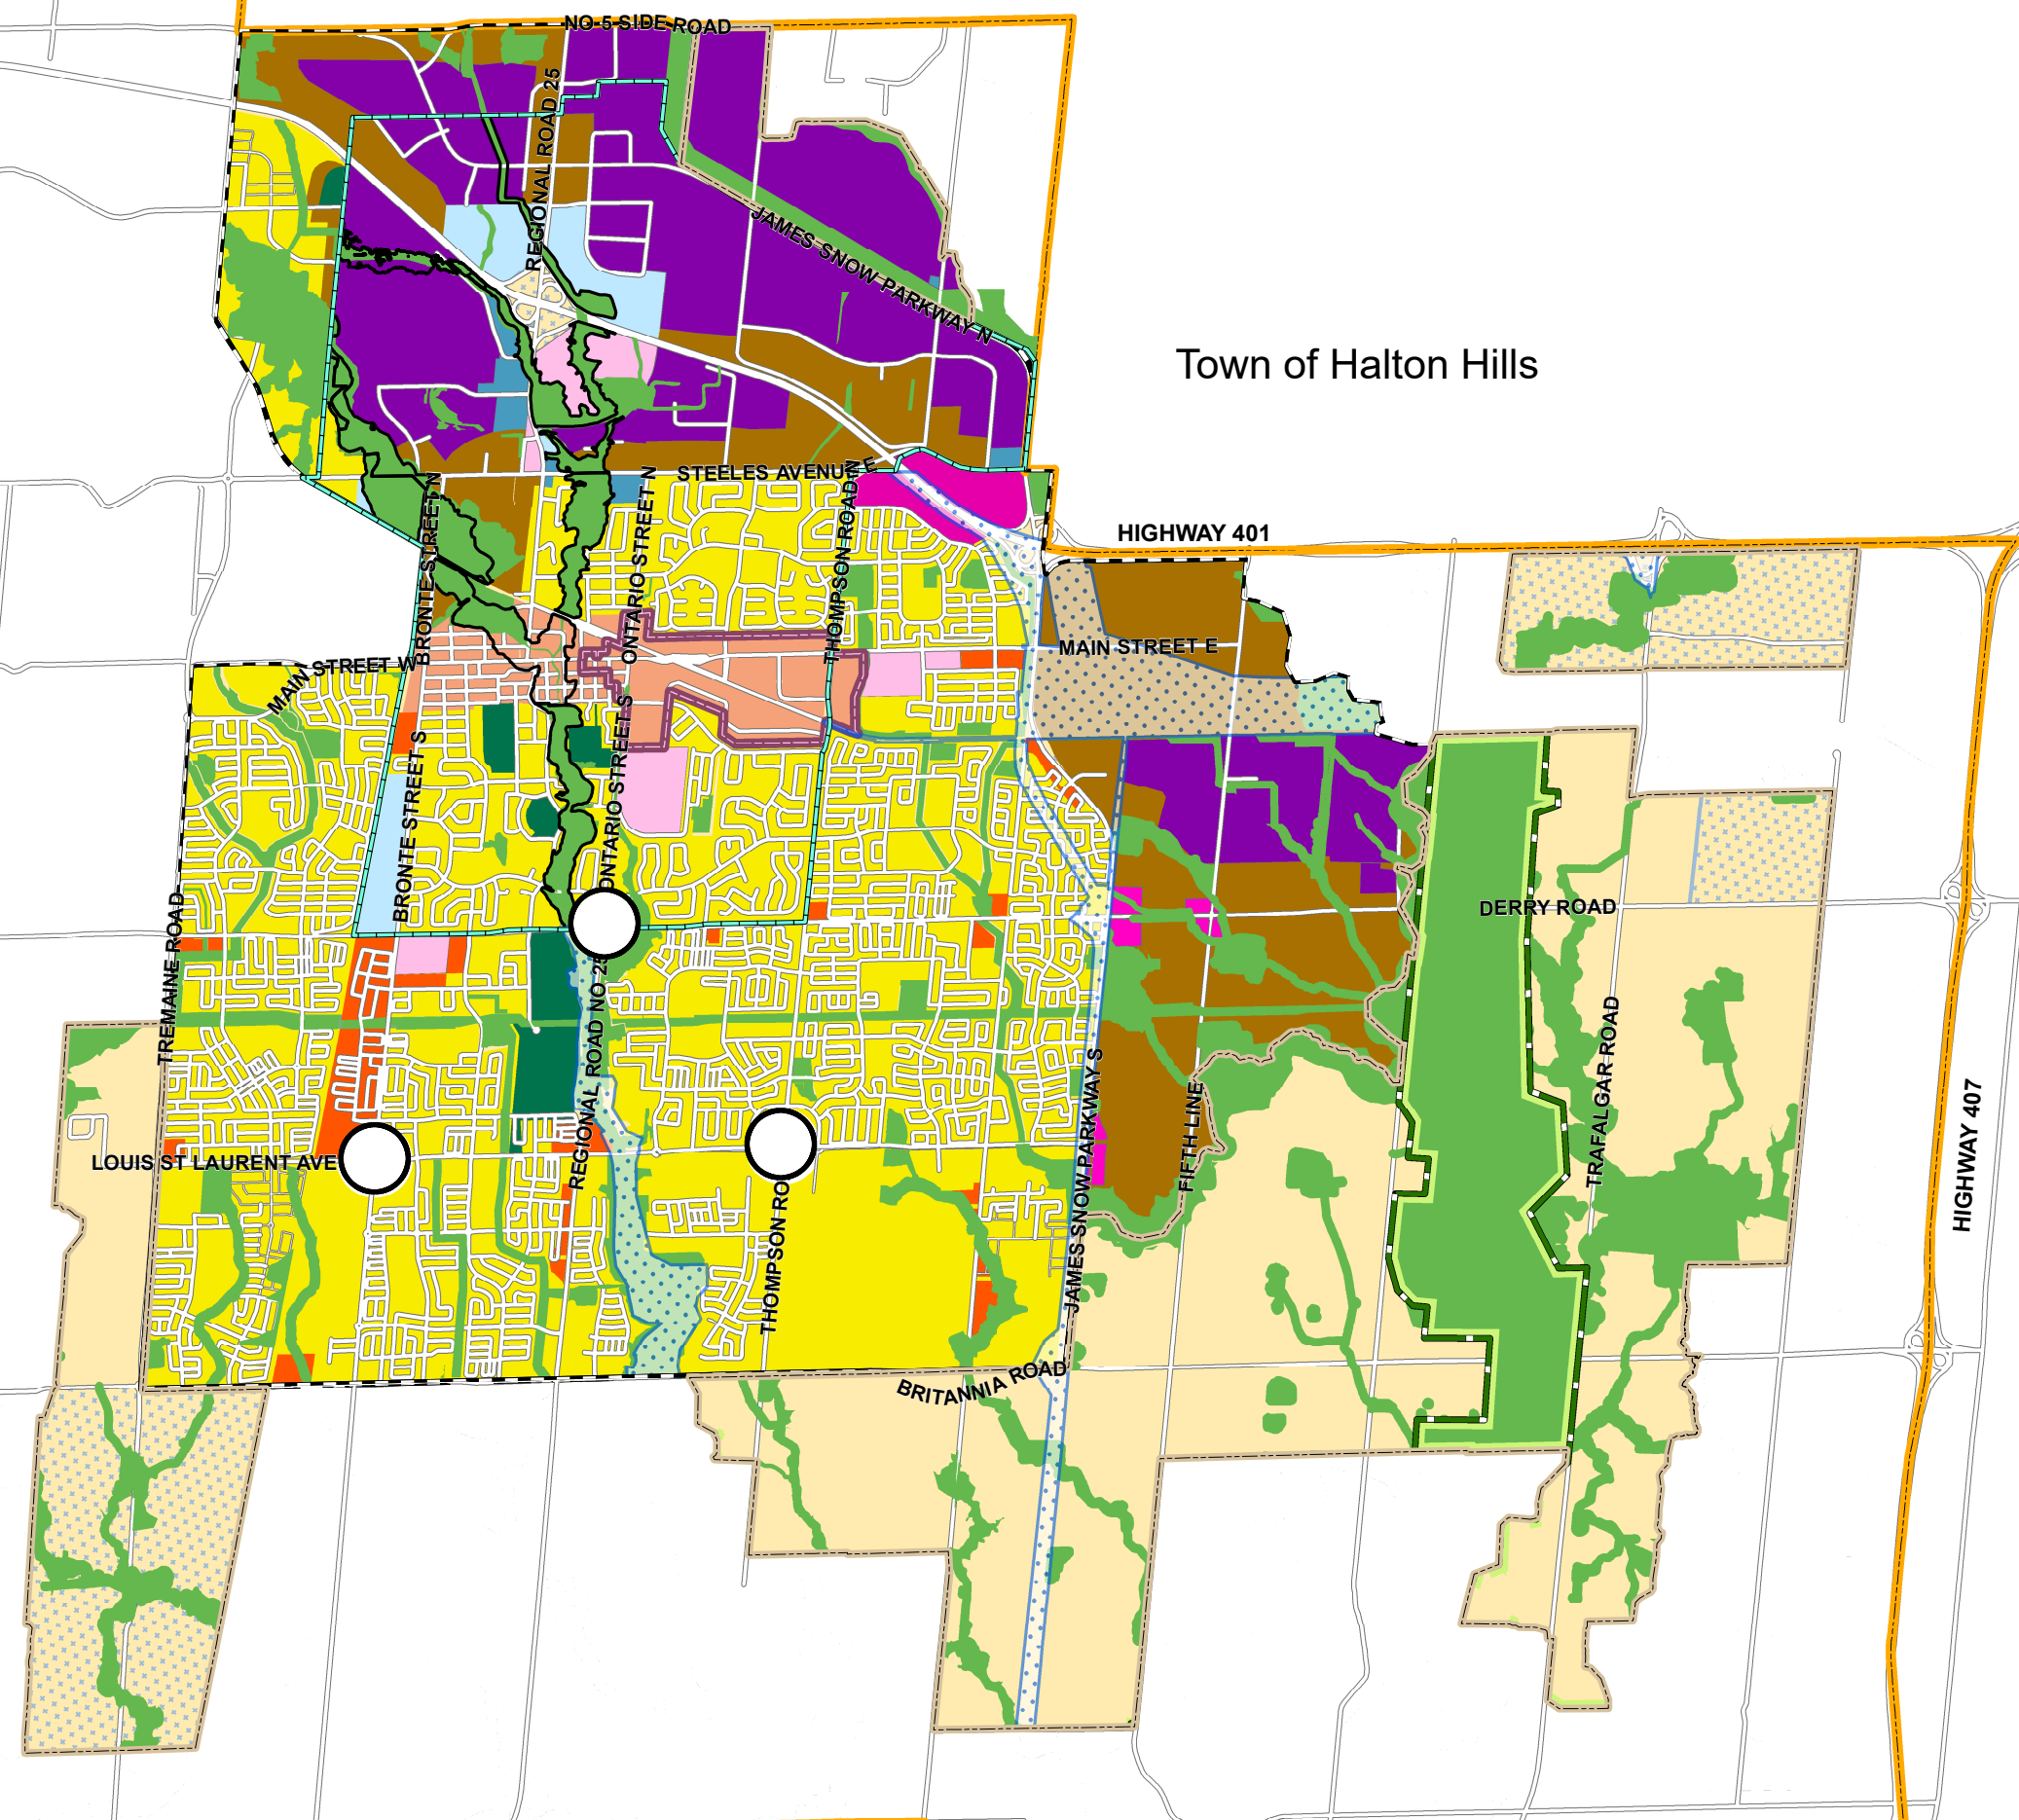 NO 5 SIDE ROAD
REGIONAL ROAD 25
JAMES SNOW PARKWAY N
Town of Halton Hills
STEELES AVENUE E
BRONTE STREET N
ONTARIO STREET N
THOMPSON ROAD N
HIGHWAY 401
MAIN STREET W
MAIN STREET E
BRONTE STREET S
ONTARIO STREET S
DERRY ROAD
TREMAINE ROAD
REGIONAL ROAD NO 25
JAMES SNOW PARKWAY S
FIFTH LINE
TRAFALGAR ROAD
HIGHWAY 407
LOUIS ST LAURENT AVE
THOMPSON RO
BRITANNIA ROAD